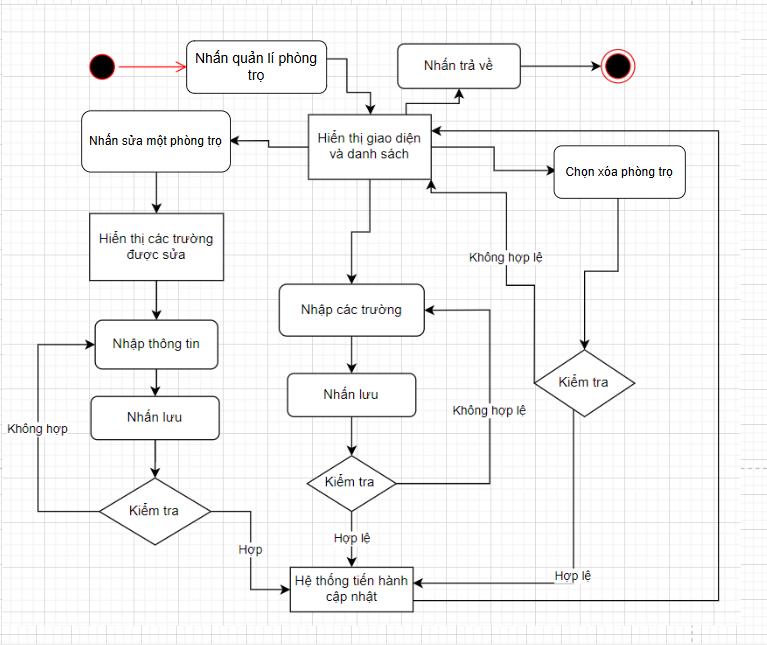 Nhấn quản lí phòng
trọ
Nhấn trả về
Nhấn sửa một phòng trọ
Hiển thị giao diện
và danh sách
Chọn xóa phòng trọ
Hiển thị các trường
được sửa
Không hợp lệ
Nhập các trường
Nhập thông tin
Kiểm tra
Nhấn lưu
Nhấn lưu
Không hợp lệ
Không hợp
Kiểm tra
Kiểm tra
Hợp lệ
Hợp
Hệ thống tiến hành
cập nhật
Hợp lệ